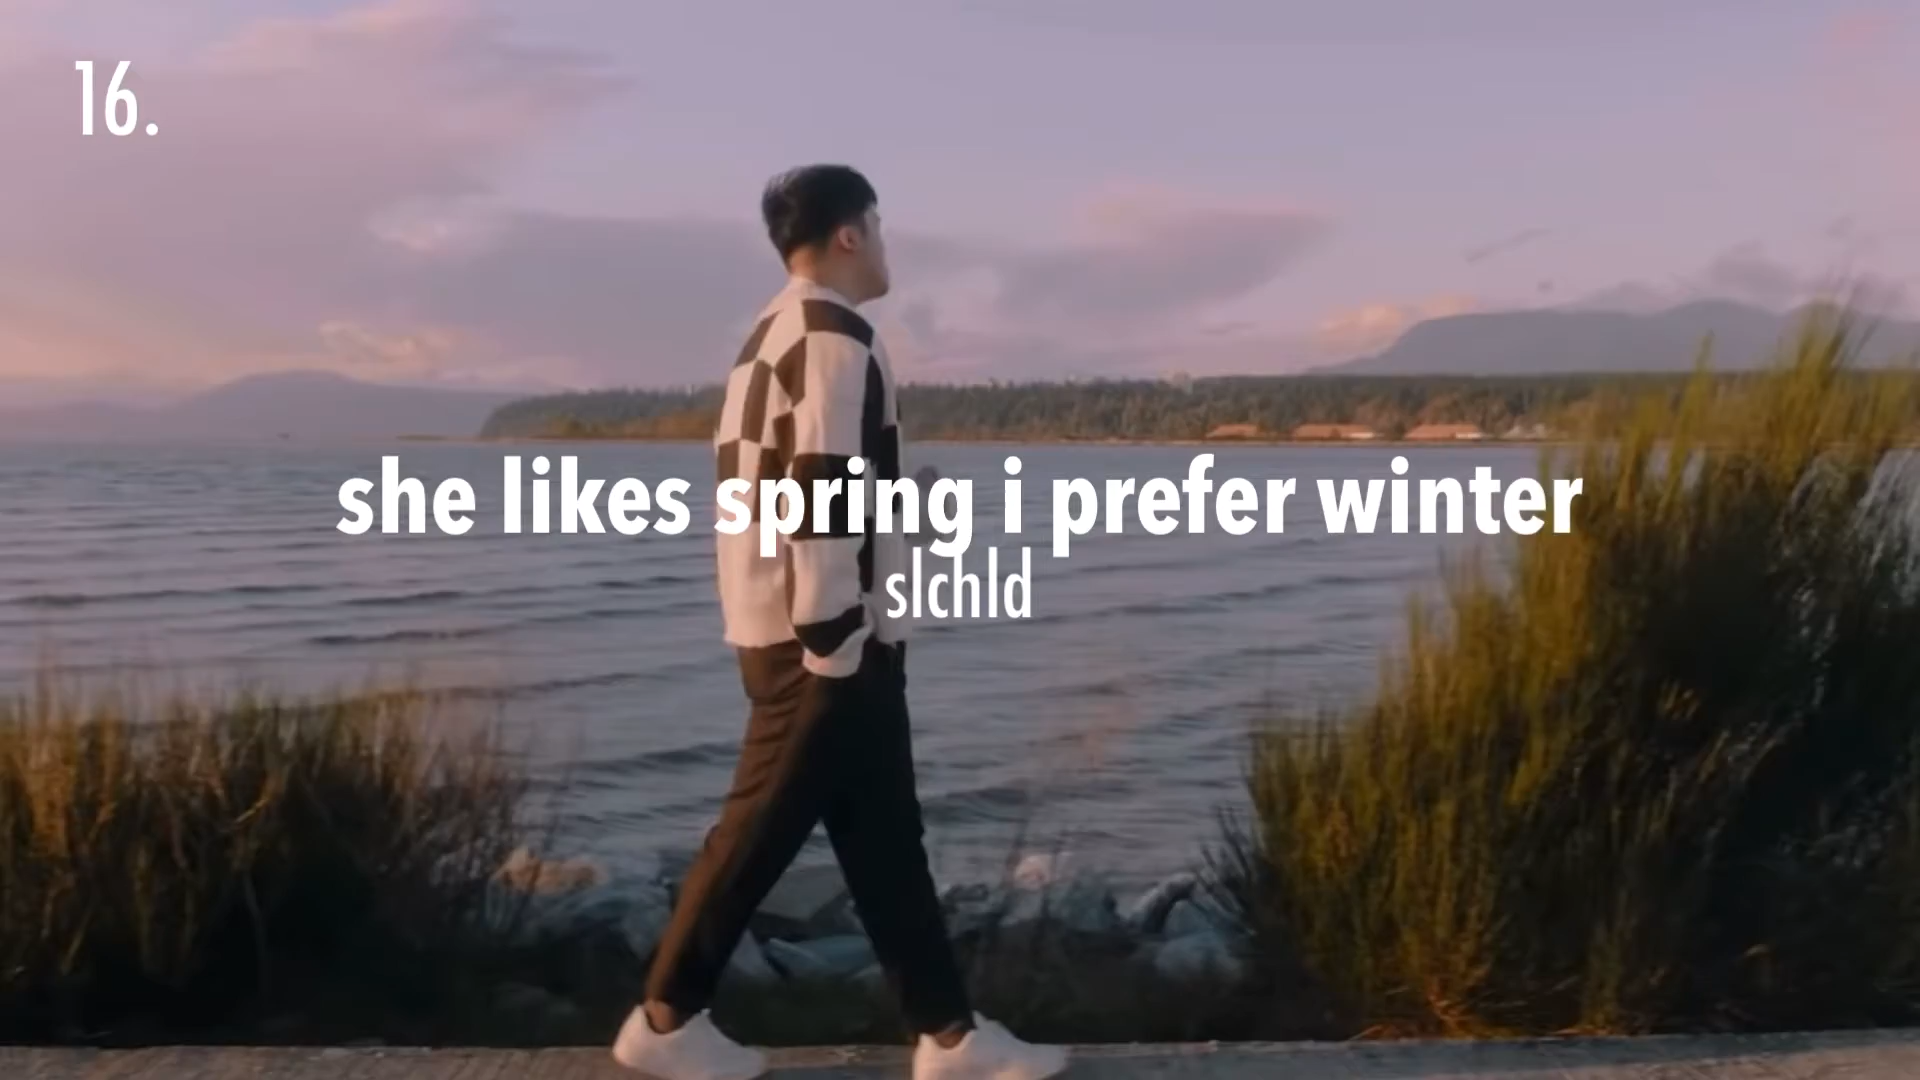 16.
she likes spring i prefer winter
slchld